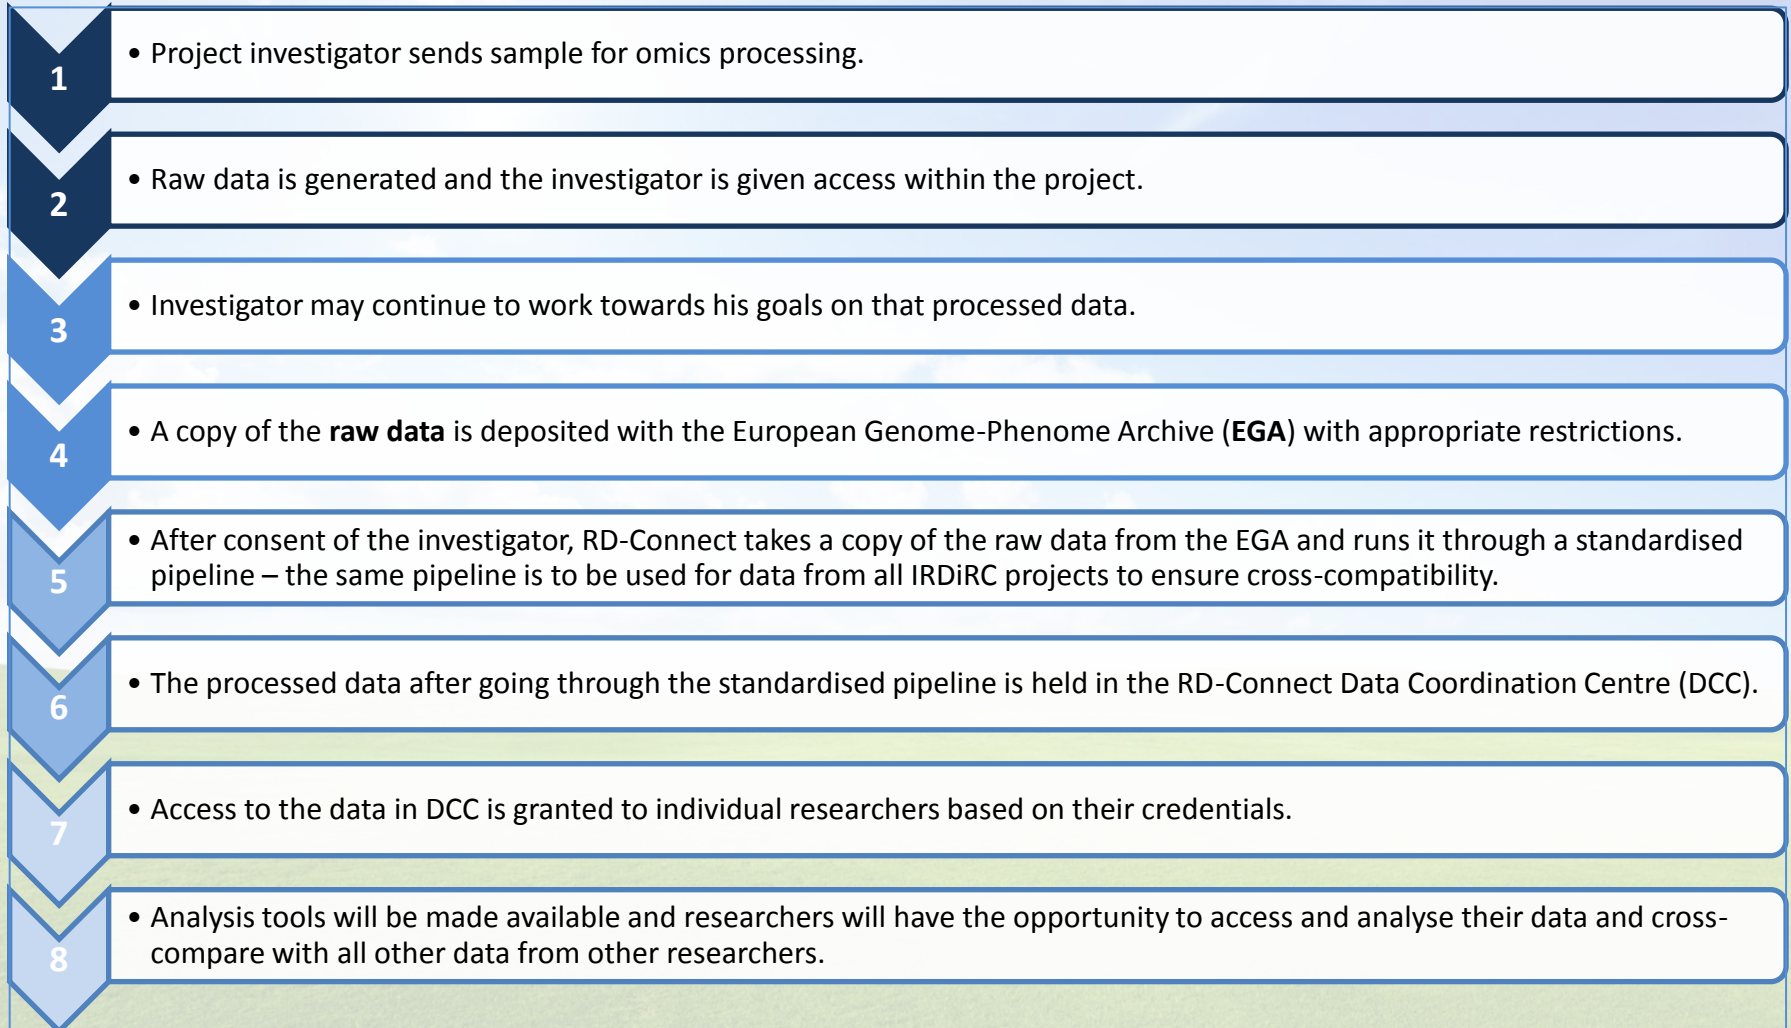 1
• Project investigator sends sample for omics processing.
2
• Raw data is generated and the investigator is given access within the project.
3
• Investigator may continue to work towards his goals on that processed data.
4
• A copy of the raw data is deposited with the European Genome-Phenome Archive (EGA) with appropriate restrictions.
5
• After consent of the investigator, RD-Connect takes a copy of the raw data from the EGA and runs it through a standardised
pipeline – the same pipeline is to be used for data from all IRDiRC projects to ensure cross-compatibility.
6
• The processed data after going through the standardised pipeline is held in the RD-Connect Data Coordination Centre (DCC).
7
• Access to the data in DCC is granted to individual researchers based on their credentials.
8
• Analysis tools will be made available and researchers will have the opportunity to access and analyse their data and cross-
compare with all other data from other researchers.